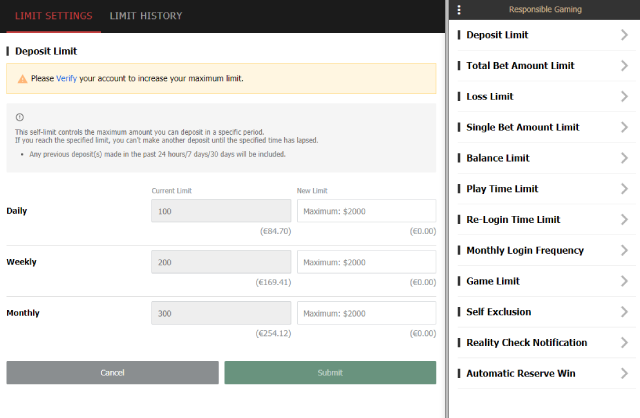 LIMIT SETTINGS LIMIT HISTORY
Deposit Limit
Please Verify your account to increase your maximum limit.
This self-limit controls the maximum amount you can deposit in a specific period.
If you reach the specified limit, you can't make another deposit until the specified time has lapsed.
• Any previous deposit(s) made in the past 24 hours/7 days/30 days will be included.
Current Limit New Limit
Daily 100 Maximum: $2000
(€84.70) (€0.00)
Weekly 200 Maximum: $2000
(€169.41) (€0.00)
Monthly 300 Maximum: $2000
(€254.12) (€0.00)
Cancel Submit
Responsible Gaming
Deposit Limit
Total Bet Amount Limit
Loss Limit
Single Bet Amount Limit
Balance Limit
Play Time Limit
Re-Login Time Limit
Monthly Login Frequency
Game Limit
Self Exclusion
Reality Check Notification
Automatic Reserve Win